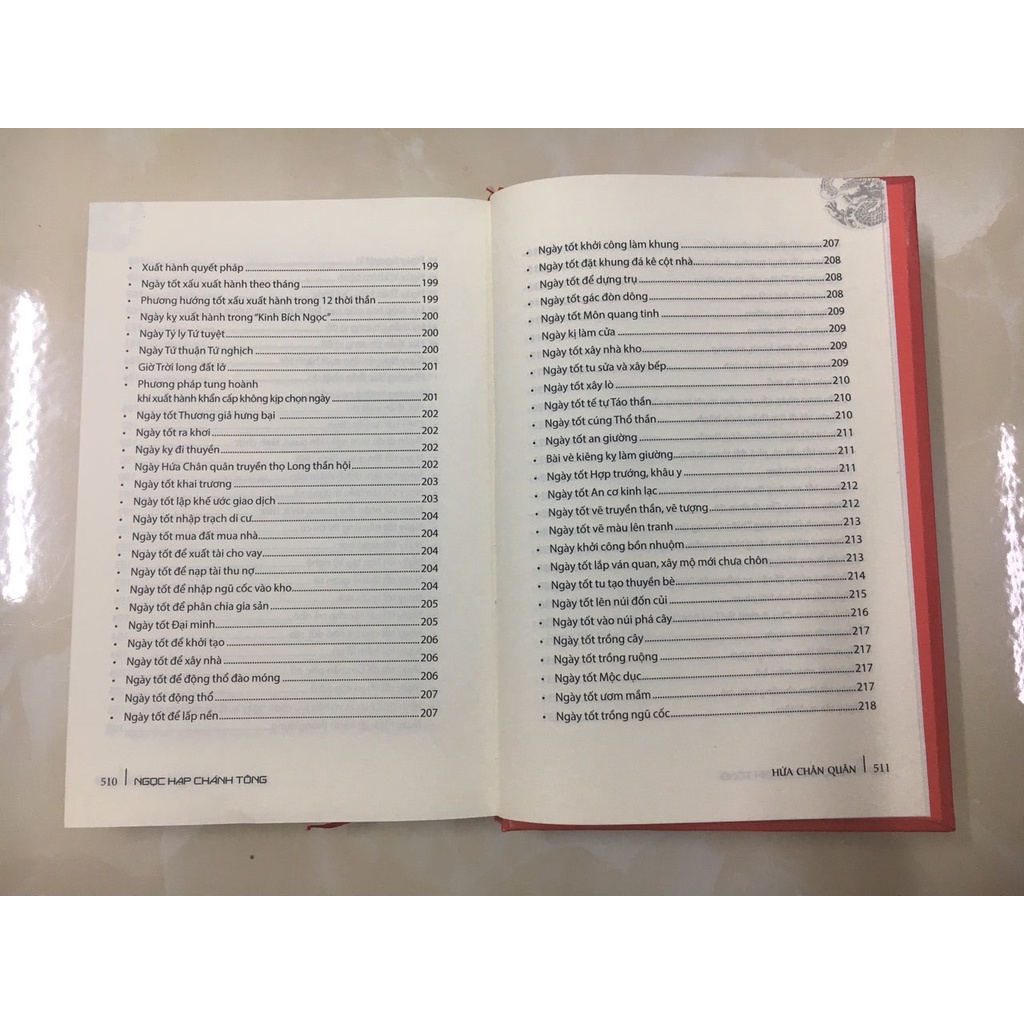 • Xuất hành quyết pháp ........ 199
• Ngày tốt xấu xuất hành theo tháng ........ 199
• Phương hướng tốt xấu xuất hành trong 12 thời thần ........ 199
• Ngày kỵ xuất hành trong “Kinh Bích Ngọc” ........ 200
• Ngày Tý ly Tứ tuyệt ........ 200
• Ngày Tứ thuận Tứ nghịch ........ 200
• Giờ Trời long đất lở ........ 201
• Phương pháp tung hoành
khi xuất hành khẩn cấp không kịp chọn ngày ........ 201
• Ngày tốt Thương giả hưng bại ........ 202
• Ngày tốt ra khơi ........ 202
• Ngày kỵ đi thuyền ........ 202
• Ngày Hứa Chân quân truyền thọ Long thần hội ........ 202
• Ngày tốt khai trương ........ 203
• Ngày tốt lập khế ước giao dịch ........ 203
• Ngày tốt nhập trạch di cư ........ 204
• Ngày tốt mua đất mua nhà ........ 204
• Ngày tốt để xuất tài cho vay ........ 204
• Ngày tốt để nạp tài thu nợ ........ 204
• Ngày tốt để nhập ngũ cốc vào kho ........ 204
• Ngày tốt để phân chia gia sản ........ 205
• Ngày tốt Đại minh ........ 205
• Ngày tốt để khởi tạo ........ 206
• Ngày tốt để xây nhà ........ 206
• Ngày tốt để động thổ đào móng ........ 206
• Ngày tốt động thổ ........ 207
• Ngày tốt để lấp nền ........ 207
510 | NGỌC HẠP CHÁNH TÔNG
• Ngày tốt khởi công làm khung ........ 207
• Ngày tốt đặt khung đá kê cột nhà ........ 208
• Ngày tốt để dựng trụ ........ 208
• Ngày tốt gác đòn dông ........ 208
• Ngày tốt Môn quang tinh ........ 209
• Ngày kị làm cửa ........ 209
• Ngày tốt xây nhà kho ........ 209
• Ngày tốt tu sửa và xây bếp ........ 209
• Ngày tốt xây lò ........ 210
• Ngày tốt tế tự Táo thần ........ 210
• Ngày tốt cúng Thổ thần ........ 210
• Ngày tốt an giường ........ 211
• Bài vè kiêng kỵ làm giường ........ 211
• Ngày tốt Hợp trướng, khâu y ........ 211
• Ngày tốt An cơ kinh lạc ........ 212
• Ngày tốt vẽ truyền thần, vẽ tượng ........ 212
• Ngày tốt vẽ màu lên tranh ........ 213
• Ngày khởi công bồn nhuộm ........ 213
• Ngày tốt lắp ván quan, xây mộ mới chưa chôn ........ 213
• Ngày tốt tu tạo thuyền bè ........ 214
• Ngày tốt lên núi đốn củi ........ 215
• Ngày tốt vào núi phá cây ........ 216
• Ngày tốt trồng cây ........ 217
• Ngày tốt trồng ruộng ........ 217
• Ngày tốt Mộc dục ........ 217
• Ngày tốt ươm mầm ........ 217
• Ngày tốt trồng ngũ cốc ........ 218
HỨA CHÂN QUÂN | 511